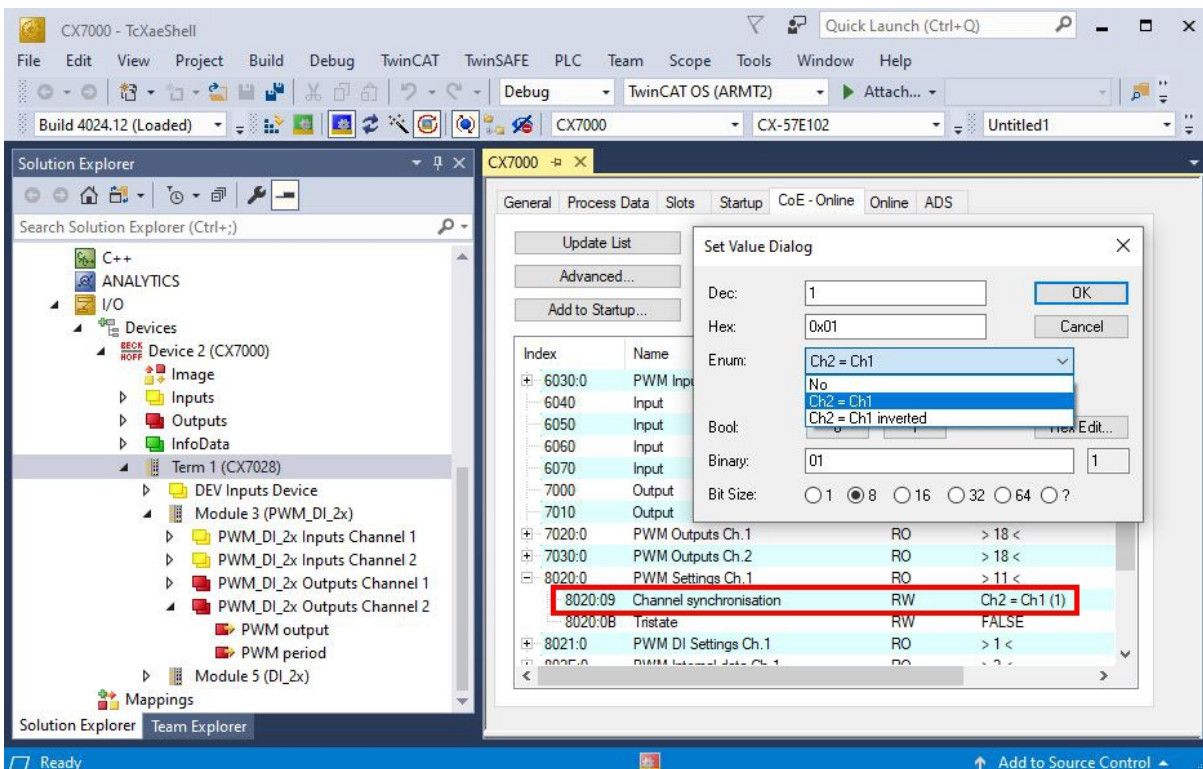 CX7000 - TcXaeShell
Quick Launch (Ctrl+Q)
File Edit View Project Build Debug TwinCAT TwinSAFE PLC Team Scope Tools Window Help
Debug TwinCAT OS (ARMT2) Attach...
Build 4024.12 (Loaded) CX7000 CX-57E102 Untitled1
Solution Explorer
Search Solution Explorer (Ctrl+;)
C++
ANALYTICS
I/O
Devices
BECKHOFF Device 2 (CX7000)
Image
Inputs
Outputs
InfoData
Term 1 (CX7028)
DEV Inputs Device
Module 3 (PWM_DI_2x)
PWM_DI_2x Inputs Channel 1
PWM_DI_2x Inputs Channel 2
PWM_DI_2x Outputs Channel 1
PWM_DI_2x Outputs Channel 2
PWM output
PWM period
Module 5 (DI_2x)
Mappings
Solution Explorer Team Explorer
CX7000
General Process Data Slots Startup CoE - Online Online ADS
Update List
Advanced...
Add to Startup...
Index Name
6030:0 PWM Inp
6040 Input
6050 Input
6060 Input
6070 Input
7000 Output
7010 Output
7020:0 PWM Outputs Ch.1 RO > 18 <
7030:0 PWM Outputs Ch.2 RO > 18 <
8020:0 PWM Settings Ch.1 RO > 11 <
8020:09 Channel synchronisation RW Ch2 = Ch1 (1)
8020:0B Tristate RW FALSE
8021:0 PWM DI Settings Ch.1 RO > 1 <
Set Value Dialog
Dec: 1 OK
Hex: 0x01 Cancel
Enum: Ch2 = Ch1
No
Ch2 = Ch1
Ch2 = Ch1 inverted
Bool: Hex Edit...
Binary: 01 1
Bit Size: 1 8 16 32 64 ?
Ready Add to Source Control